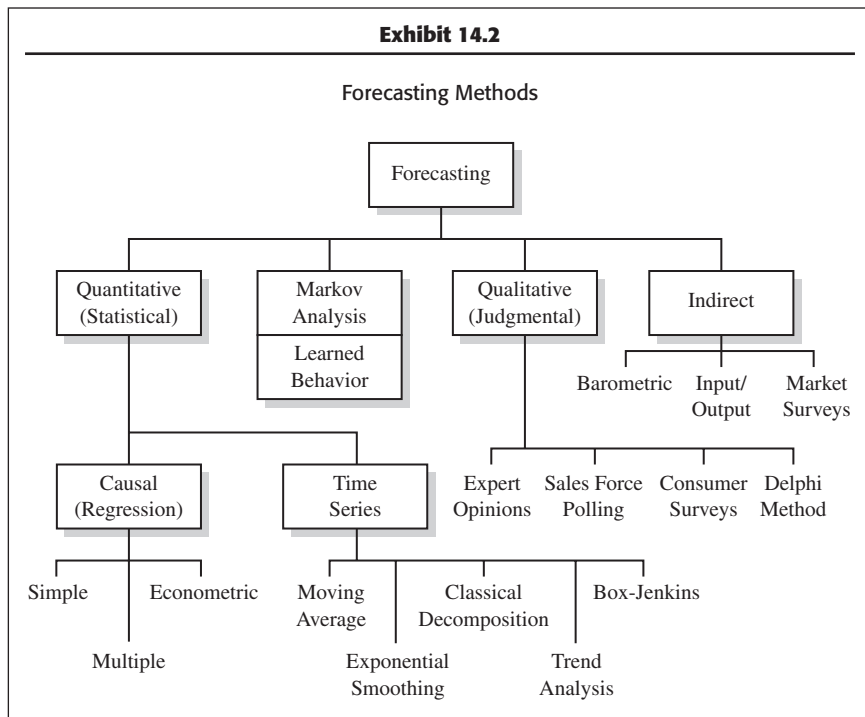 Exhibit 14.2
Forecasting Methods
Forecasting
Quantitative
(Statistical)
Markov
Analysis
Learned
Behavior
Qualitative
(Judgmental)
Indirect
Barometric
Input/
Output
Market
Surveys
Causal
(Regression)
Time
Series
Expert
Opinions
Sales Force
Polling
Consumer
Surveys
Delphi
Method
Simple
Econometric
Multiple
Moving
Average
Classical
Decomposition
Box-Jenkins
Exponential
Smoothing
Trend
Analysis